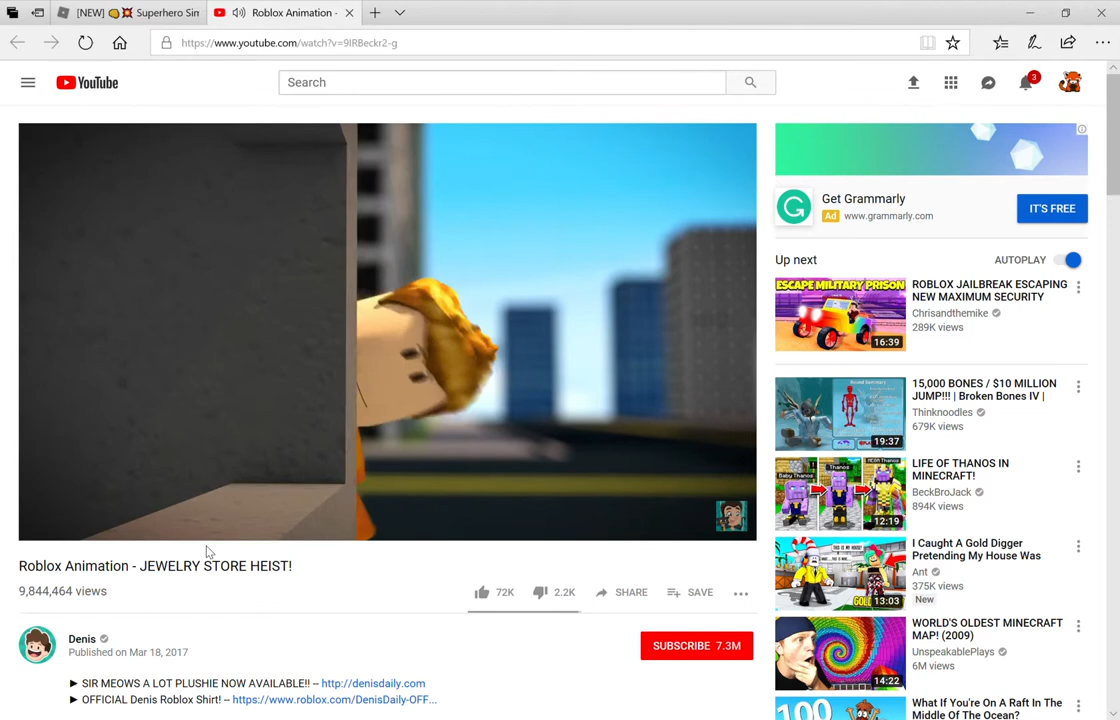 [NEW] 👊💥 Superhero Sim
Roblox Animation -
https://www.youtube.com/watch?v=9IRBeckr2-g
YouTube
Search
3
Get Grammarly
Ad www.grammarly.com
IT'S FREE
Up next
AUTOPLAY
ESCAPE MILITARY PRISON
16:39
ROBLOX JAILBREAK ESCAPING
NEW MAXIMUM SECURITY
Chrisandthemike
289K views
19:37
15,000 BONES / $10 MILLION
JUMP!!! | Broken Bones IV |
Thinknoodles
679K views
Baby Thanos
Thanos
12:19
LIFE OF THANOS IN
MINECRAFT!
BeckBroJack
894K views
13:03
I Caught A Gold Digger
Pretending My House Was
Ant
375K views
New
14:22
WORLD'S OLDEST MINECRAFT
MAP! (2009)
UnspeakablePlays
6M views
100
What If You're On A Raft In The
Middle Of The Ocean?
Roblox Animation - JEWELRY STORE HEIST!
9,844,464 views
72K
2.2K
SHARE
SAVE
Denis
Published on Mar 18, 2017
SUBSCRIBE 7.3M
► SIR MEOWS A LOT PLUSHIE NOW AVAILABLE!! -- http://denisdaily.com
► OFFICIAL Denis Roblox Shirt! -- https://www.roblox.com/DenisDaily-OFF...